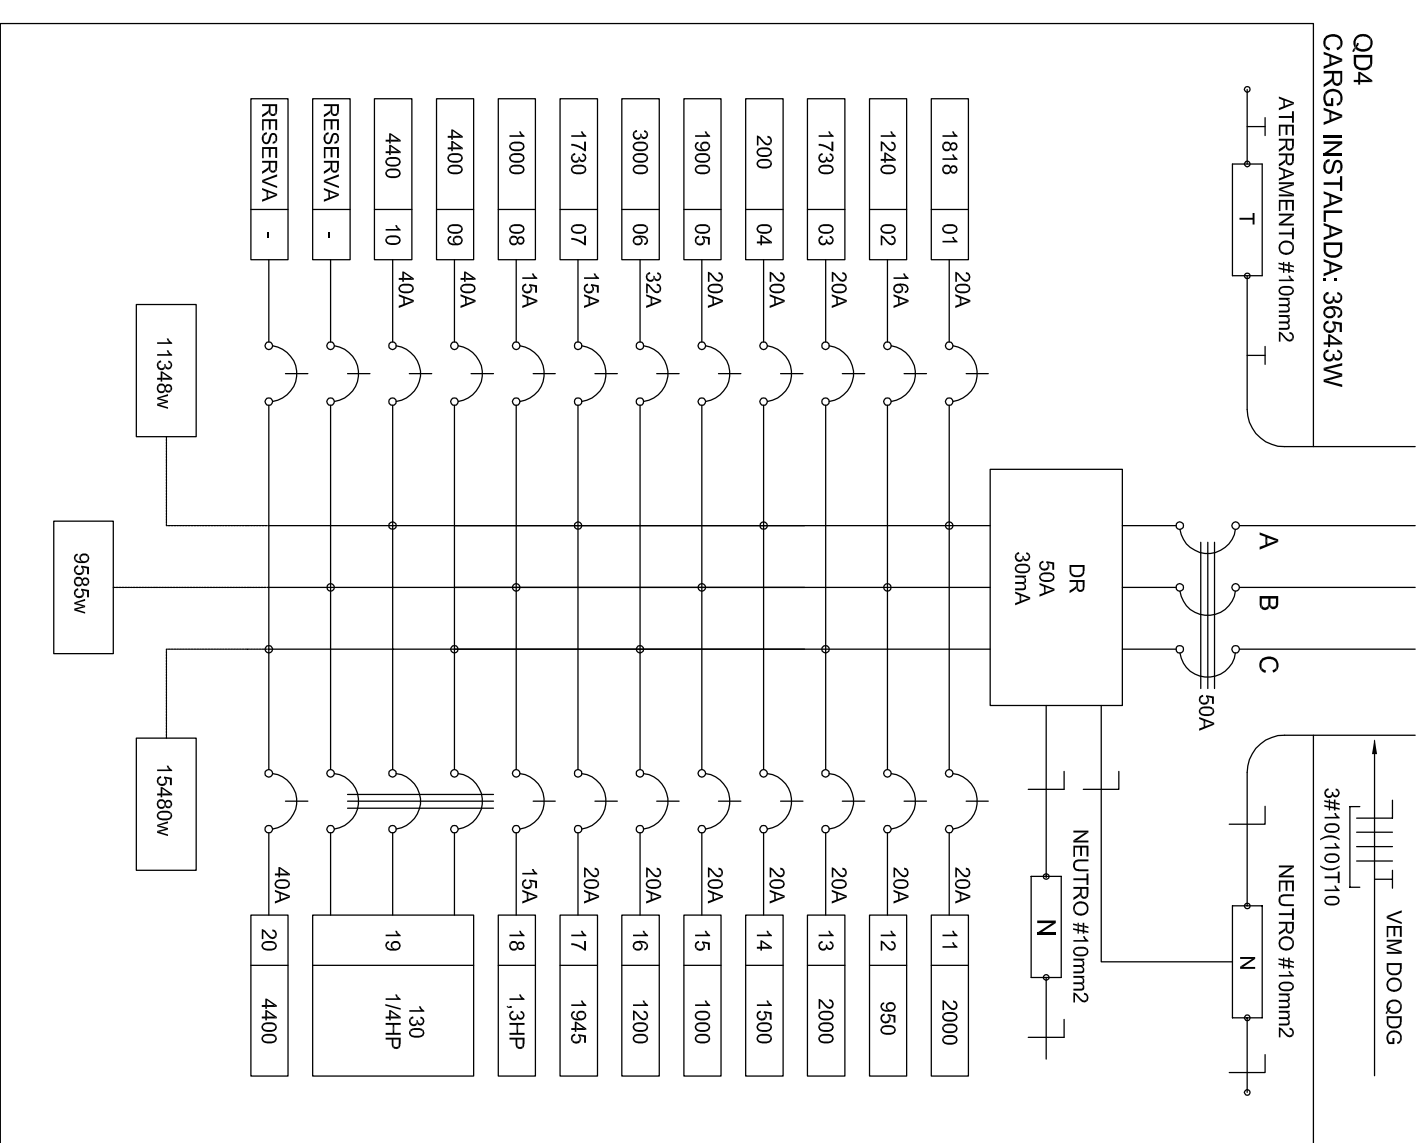 QD4
CARGA INSTALADA: 36543W
ATERRAMENTO #10mm2
T
A
B
C
50A
VEM DO QDG
3#10(10)T10
NEUTRO #10mm2
N
DR
50A
30mA
NEUTRO #10mm2
N
1818 01 20A
20A 11 2000
1240 02 16A
20A 12 950
1730 03 20A
20A 13 2000
200 04 20A
20A 14 1500
1900 05 20A
20A 15 1000
3000 06 32A
20A 16 1200
1730 07 15A
20A 17 1945
1000 08 15A
15A 18 1,3HP
4400 09 40A
4400 10 40A
RESERVA -
19 130
1/4HP
RESERVA -
40A 20 4400
11348w
9585w
15480w